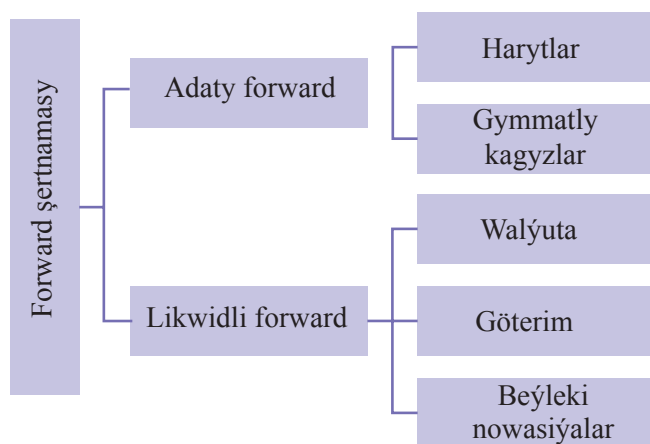 Forward şertnamasy
Adaty forward
Harytlar
Gymmatly
kagyzlar
Likwidli forward
Walýuta
Göterim
Beýleki
nowasiýalar